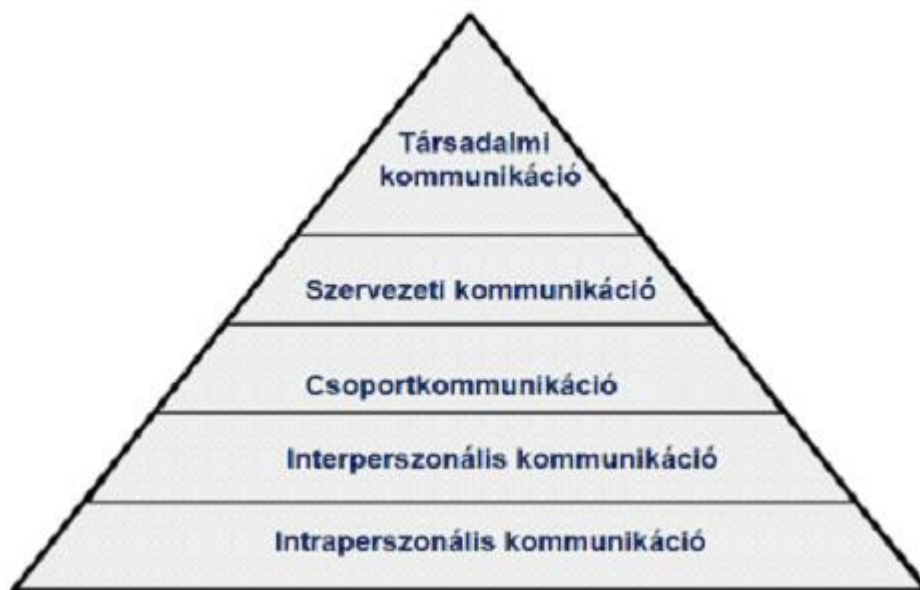 Társadalmi
kommunikáció
Szervezeti kommunikáció
Csoportkommunikáció
Interperszonális kommunikáció
Intraperszonális kommunikáció